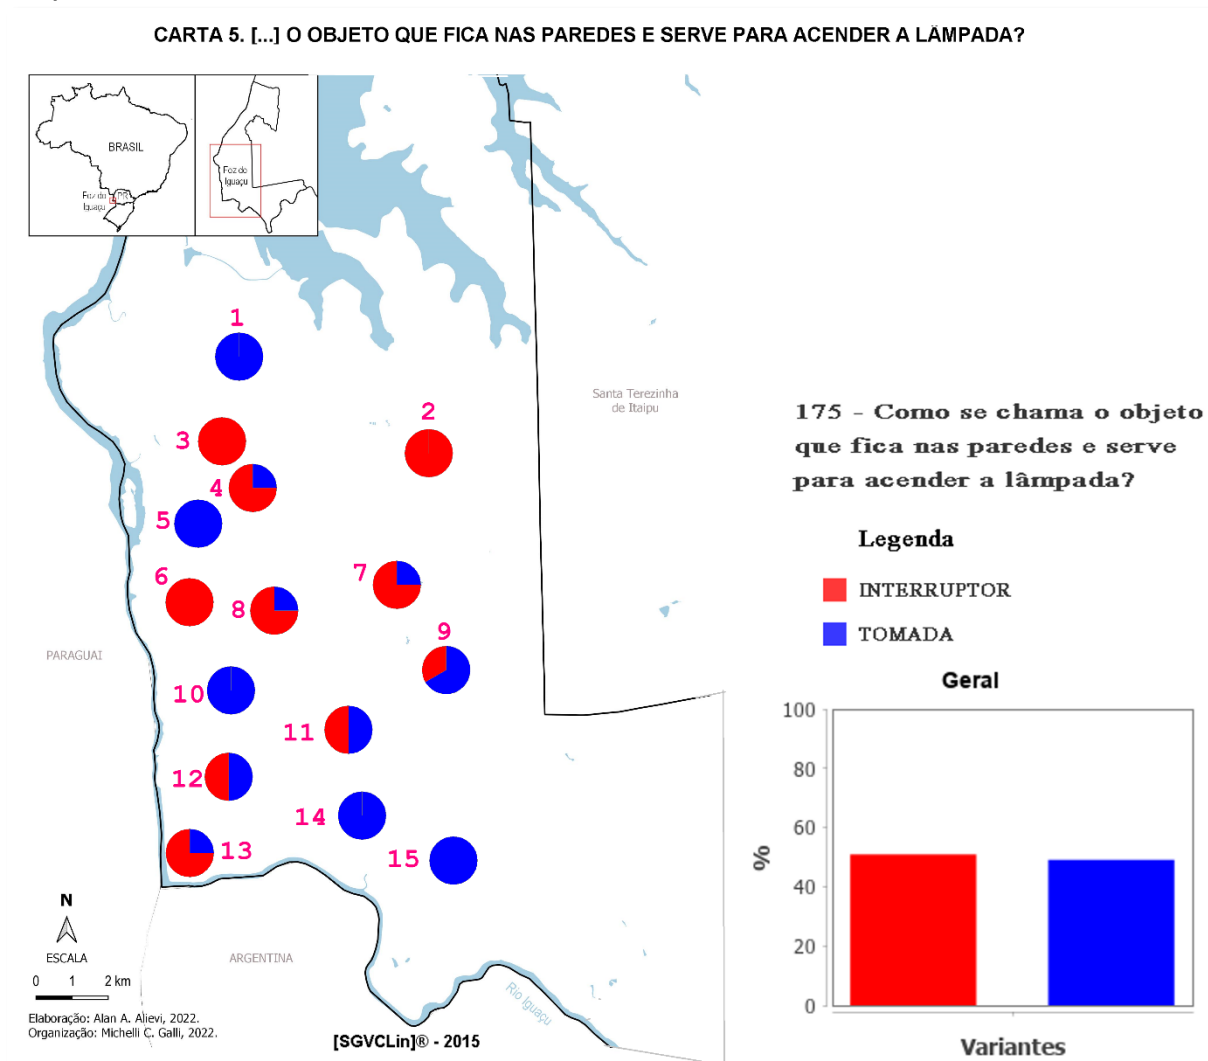 CARTA 5. [...] O OBJETO QUE FICA NAS PAREDES E SERVE PARA ACENDER A LÂMPADA?
BRASIL
Foz do
Iguaçu
PR
Foz do
Iguaçu
1
2
3
4
5
6
7
8
9
10
11
12
13
14
15
Santa Terezinha
de Itaipu
PARAGUAI
ARGENTINA
Rio Iguaçu
N
ESCALA
0 1 2 km
Elaboração: Alan A. Alievi, 2022.
Organização: Michelli C. Galli, 2022.
[SGVCLin]® - 2015
175 - Como se chama o objeto
que fica nas paredes e serve
para acender a lâmpada?
Legenda
INTERRUPTOR
TOMADA
Geral
100
80
60
40
20
0
%
Variantes